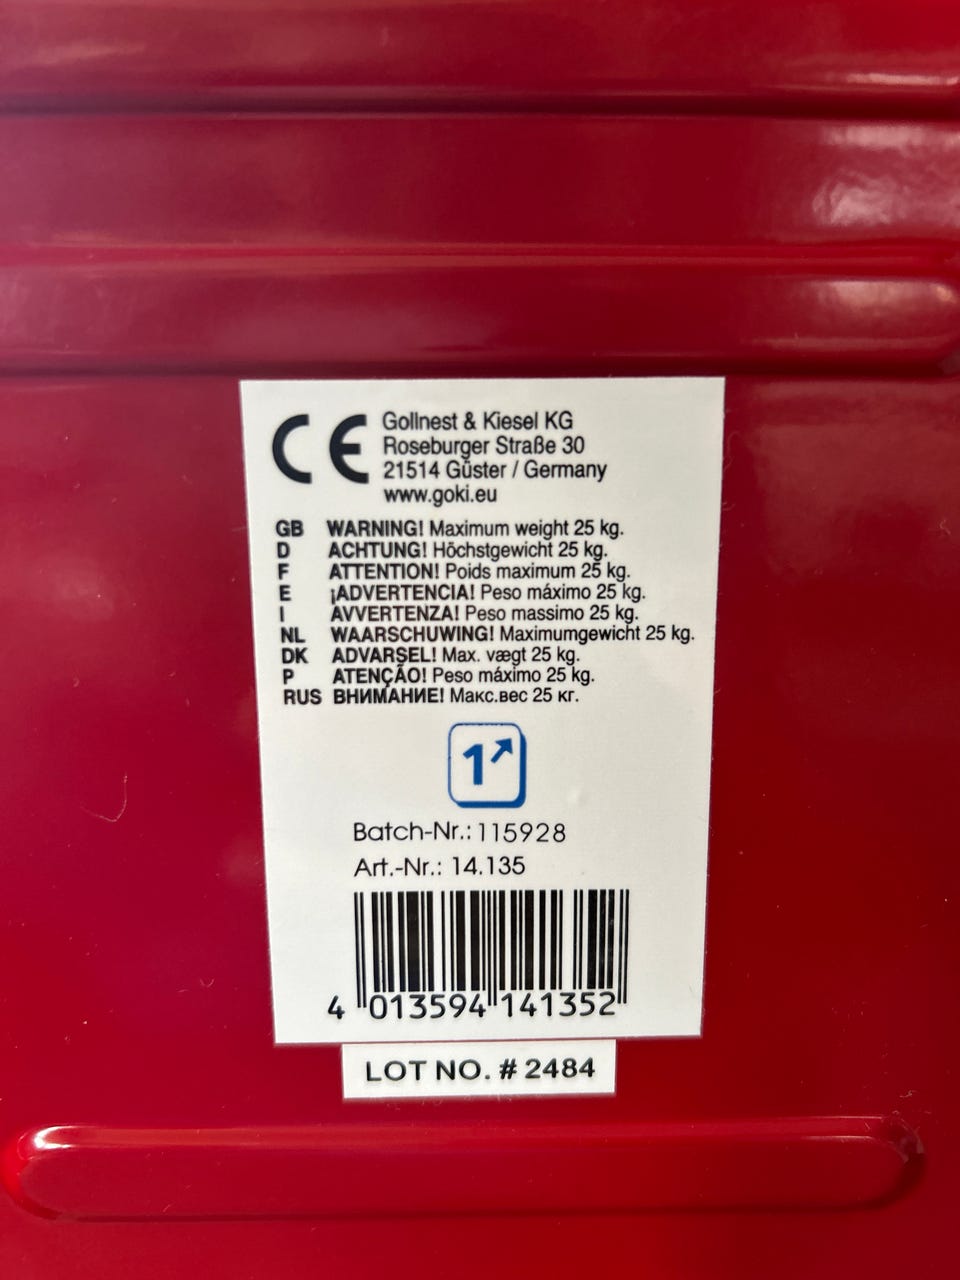 CE Gollnest & Kiesel KG
Roseburger Straße 30
21514 Güster / Germany
www.goki.eu
GB WARNING! Maximum weight 25 kg.
D ACHTUNG! Höchstgewicht 25 kg.
F ATTENTION! Poids maximum 25 kg.
E ¡ADVERTENCIA! Peso máximo 25 kg.
I AVVERTENZA! Peso massimo 25 kg.
NL WAARSCHUWING! Maximumgewicht 25 kg.
DK ADVARSEL! Max. vægt 25 kg.
P ATENÇÃO! Peso máximo 25 kg.
RUS ВНИМАНИЕ! Макс.вес 25 кг.
1
Batch-Nr.: 115928
Art.-Nr.: 14.135
4 013594 141352
LOT NO. # 2484